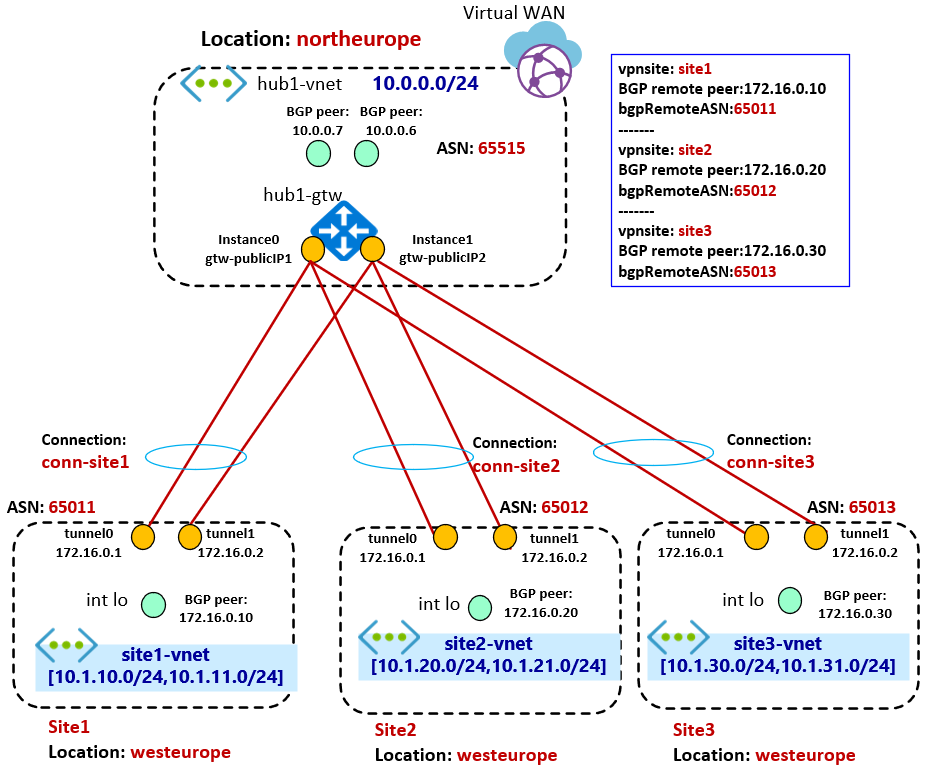 Virtual WAN
Location: northeurope
hub1-vnet
10.0.0.0/24
BGP peer:
10.0.0.7
BGP peer:
10.0.0.6
ASN: 65515
hub1-gtw
Instance0
gtw-publicIP1
Instance1
gtw-publicIP2
vpnsite: site1
BGP remote peer:172.16.0.10
bgpRemoteASN:65011
-------
vpnsite: site2
BGP remote peer:172.16.0.20
bgpRemoteASN:65012
-------
vpnsite: site3
BGP remote peer:172.16.0.30
bgpRemoteASN:65013
Connection:
conn-site1
Connection:
conn-site2
Connection:
conn-site3
ASN: 65011
tunnel0
172.16.0.1
tunnel1
172.16.0.2
int lo
BGP peer:
172.16.0.10
site1-vnet
[10.1.10.0/24,10.1.11.0/24]
Site1
Location: westeurope
ASN: 65012
tunnel0
172.16.0.1
tunnel1
172.16.0.2
int lo
BGP peer:
172.16.0.20
site2-vnet
[10.1.20.0/24,10.1.21.0/24]
Site2
Location: westeurope
ASN: 65013
tunnel0
172.16.0.1
tunnel1
172.16.0.2
int lo
BGP peer:
172.16.0.30
site3-vnet
[10.1.30.0/24,10.1.31.0/24]
Site3
Location: westeurope